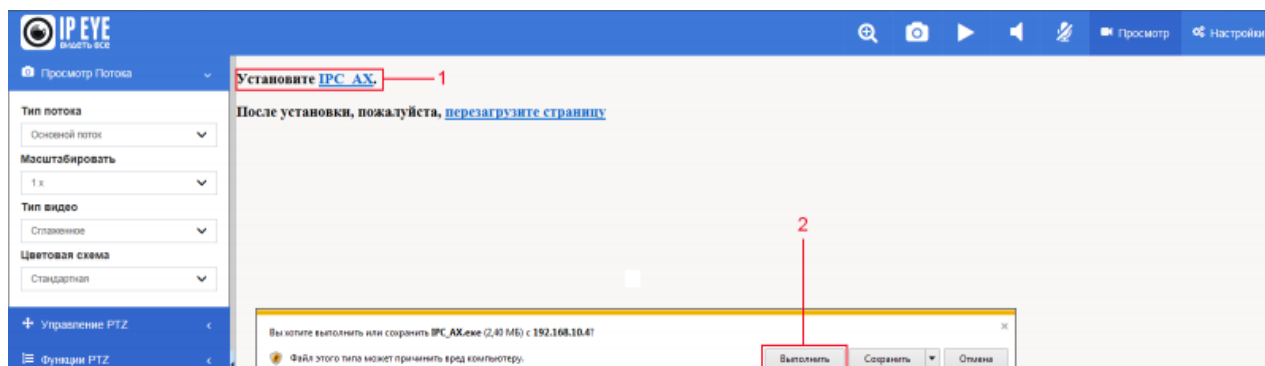 IP EYE
ВИДЕТЬ ВСЕ
Просмотр
Настройки
Просмотр Потока
Установите IPC_AX.
1
После установки, пожалуйста, перезагрузите страницу
Тип потока
Основной поток
Масштабировать
1 x
Тип видео
Сглаженное
Цветовая схема
Стандартная
2
Управление PTZ
Функции PTZ
Вы хотите выполнить или сохранить IPC_AX.exe (2,40 МБ) с 192.168.10.4?
Файл этого типа может причинить вред компьютеру.
Выполнить
Сохранить
Отмена